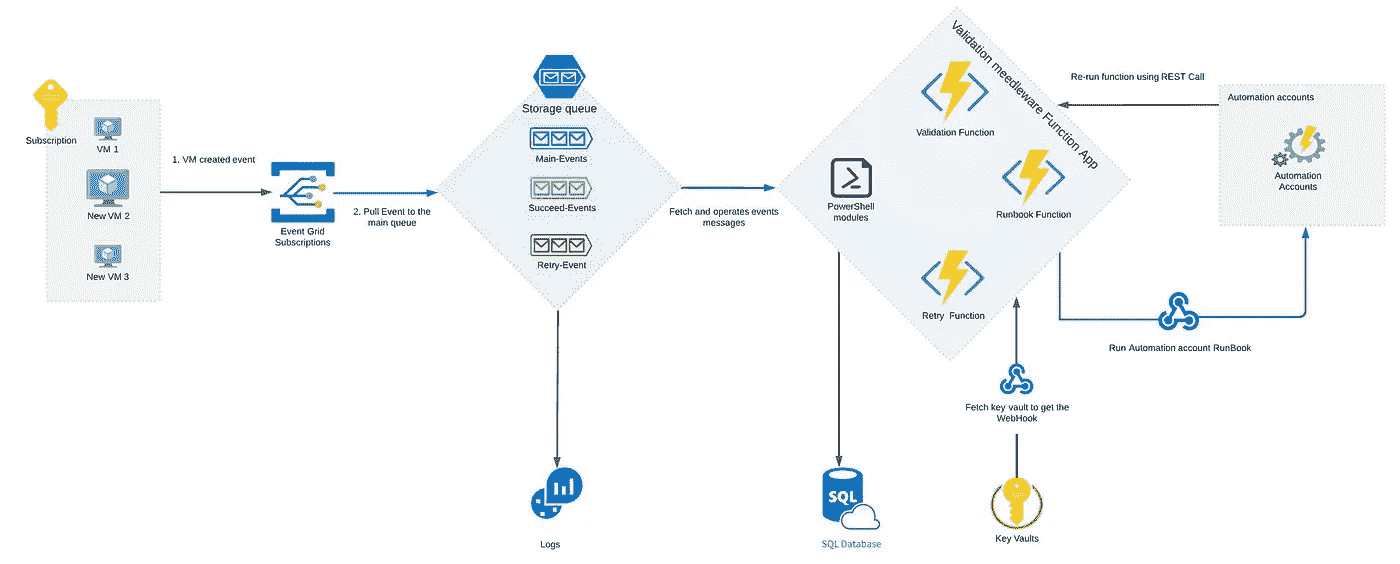 Subscription
VM 1
New VM 2
New VM 3
1. VM created event
Event Grid
Subscriptions
2. Pull Event to the
main queue
Storage queue
Main-Events
Succeed-Events
Retry-Event
Logs
Fetch and operates events
messages
Validation meedleware Function App
Validation Function
PowerShell
modules
Runbook Function
Retry Function
SQL
SQL Database
Fetch key vault to get the
WebHook
Key Vaults
Re-run function using REST Call
Automation accounts
Automation
Accounts
Run Automation account RunBook